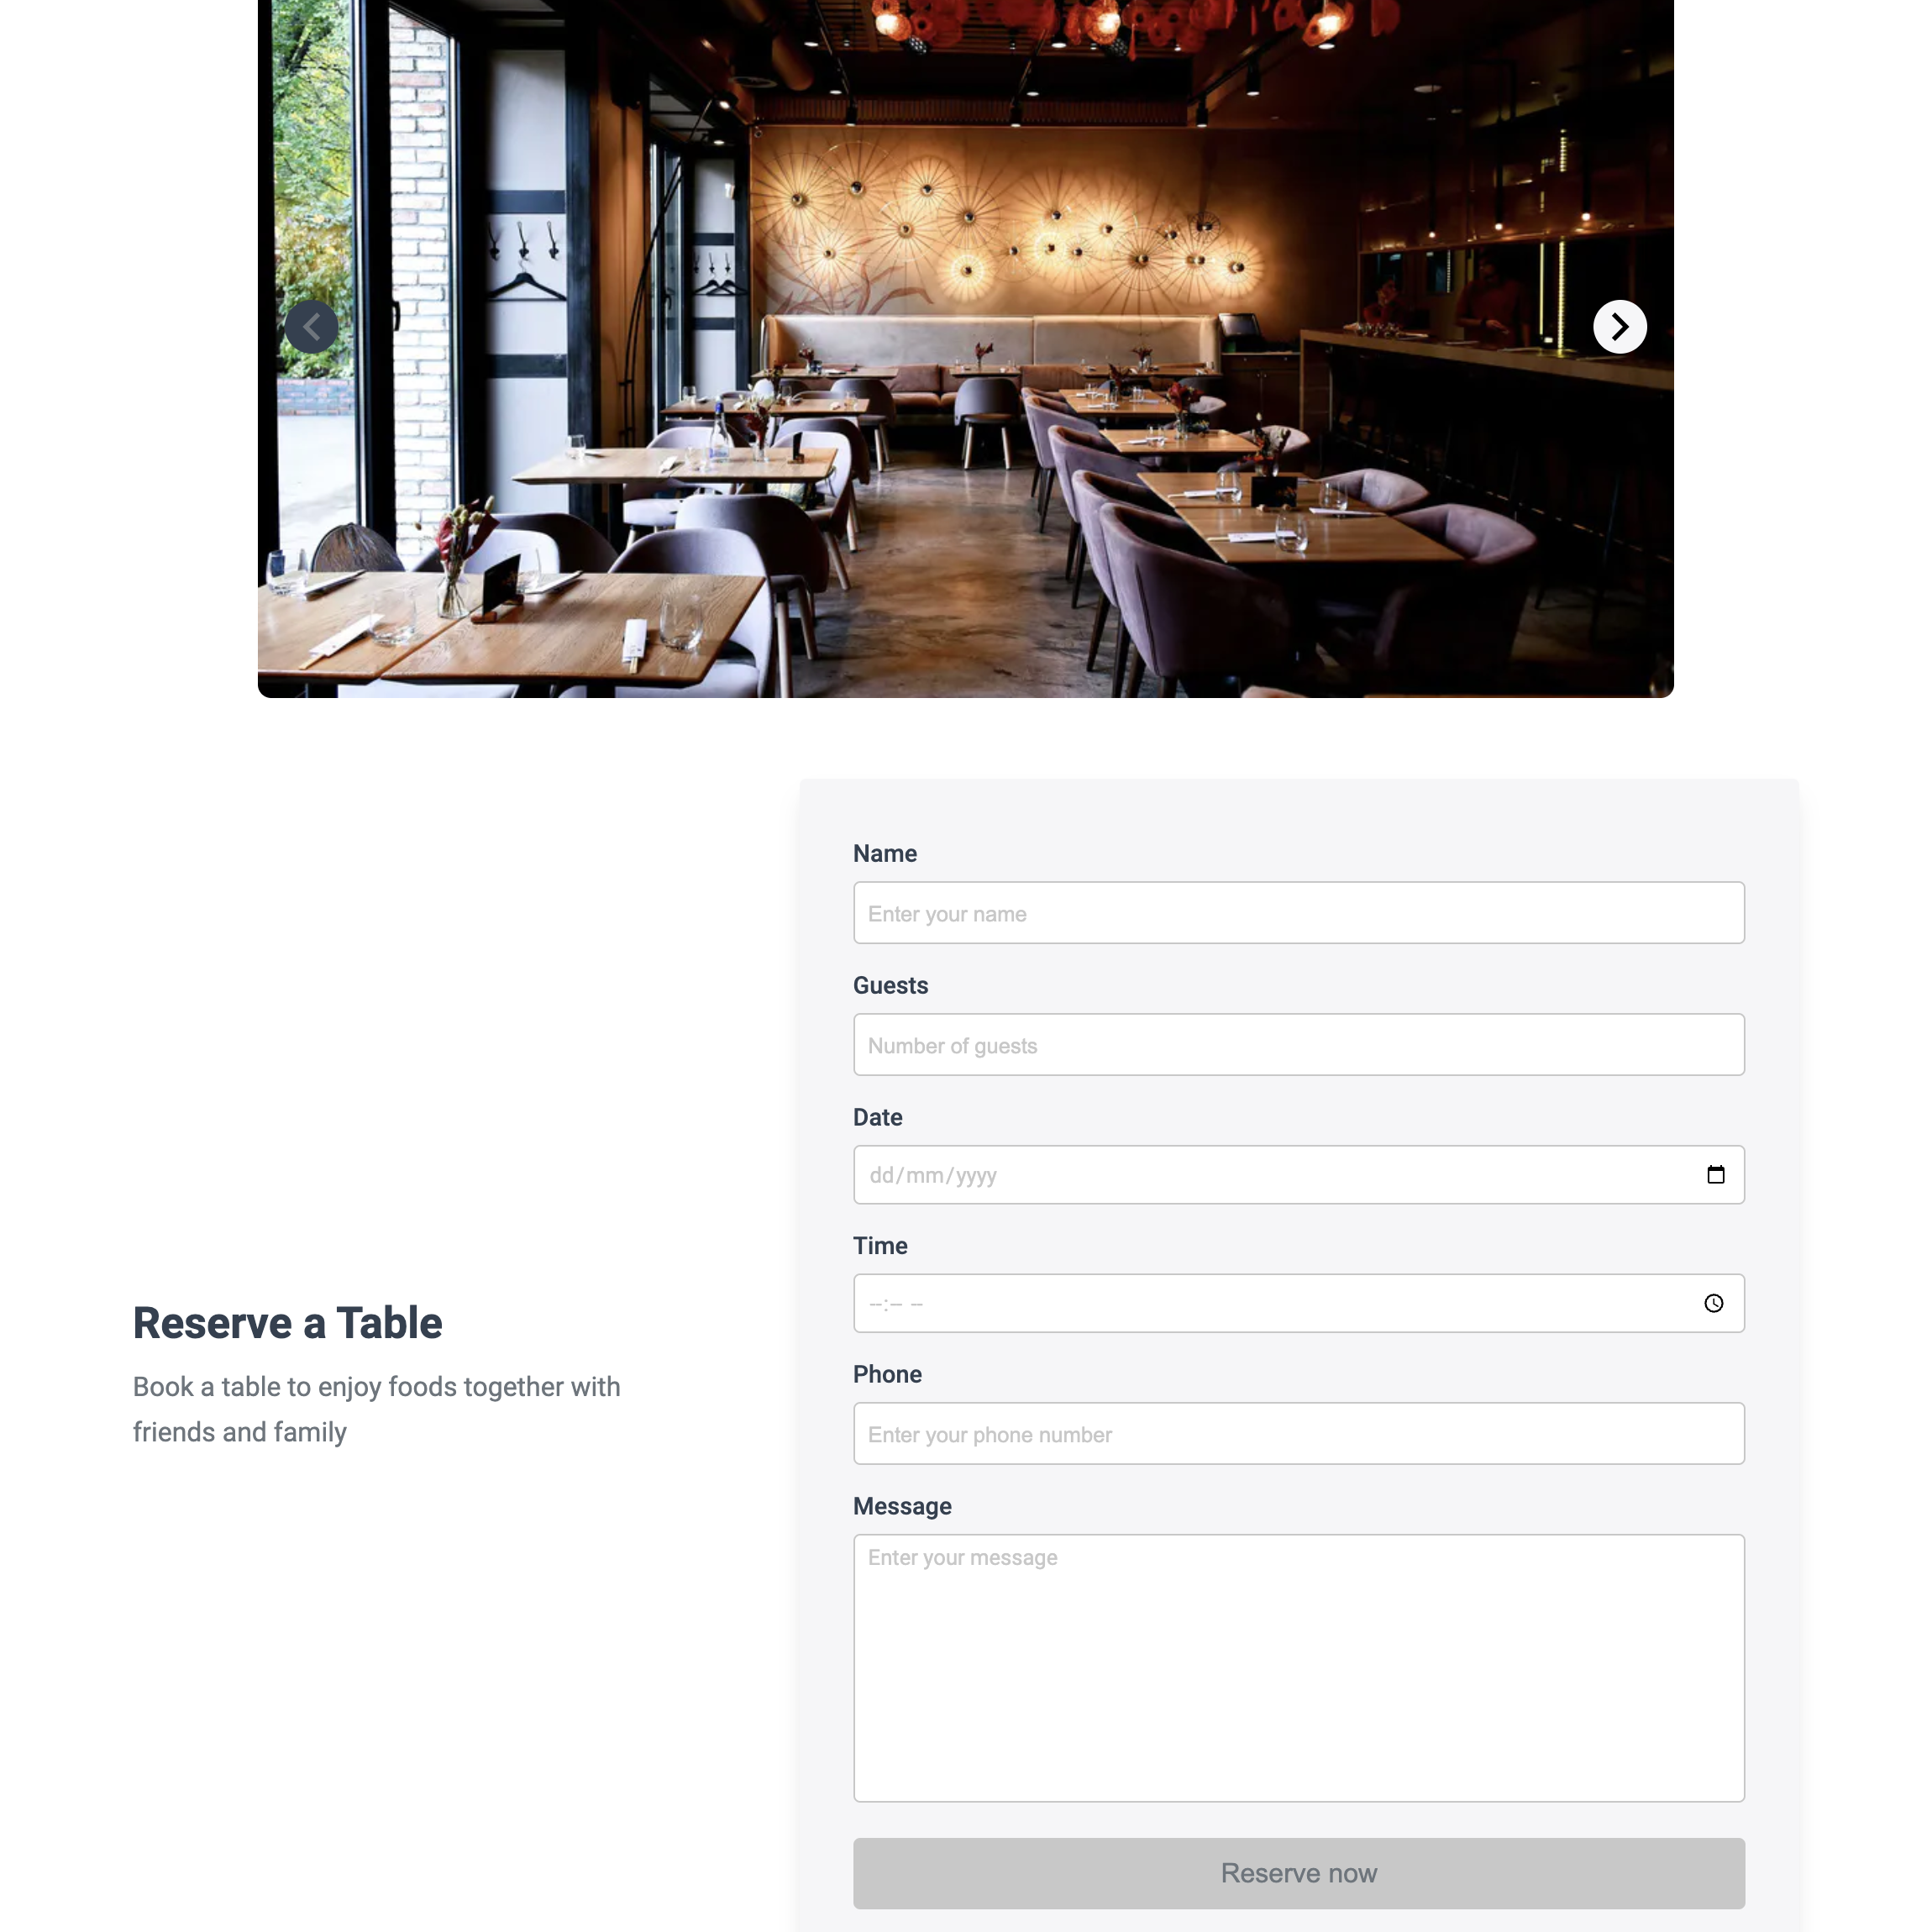 Name
Enter your name
Guests
Number of guests
Date
dd/mm/yyyy
Time
--:-- --
Reserve a Table
Book a table to enjoy foods together with
friends and family
Phone
Enter your phone number
Message
Enter your message
Reserve now